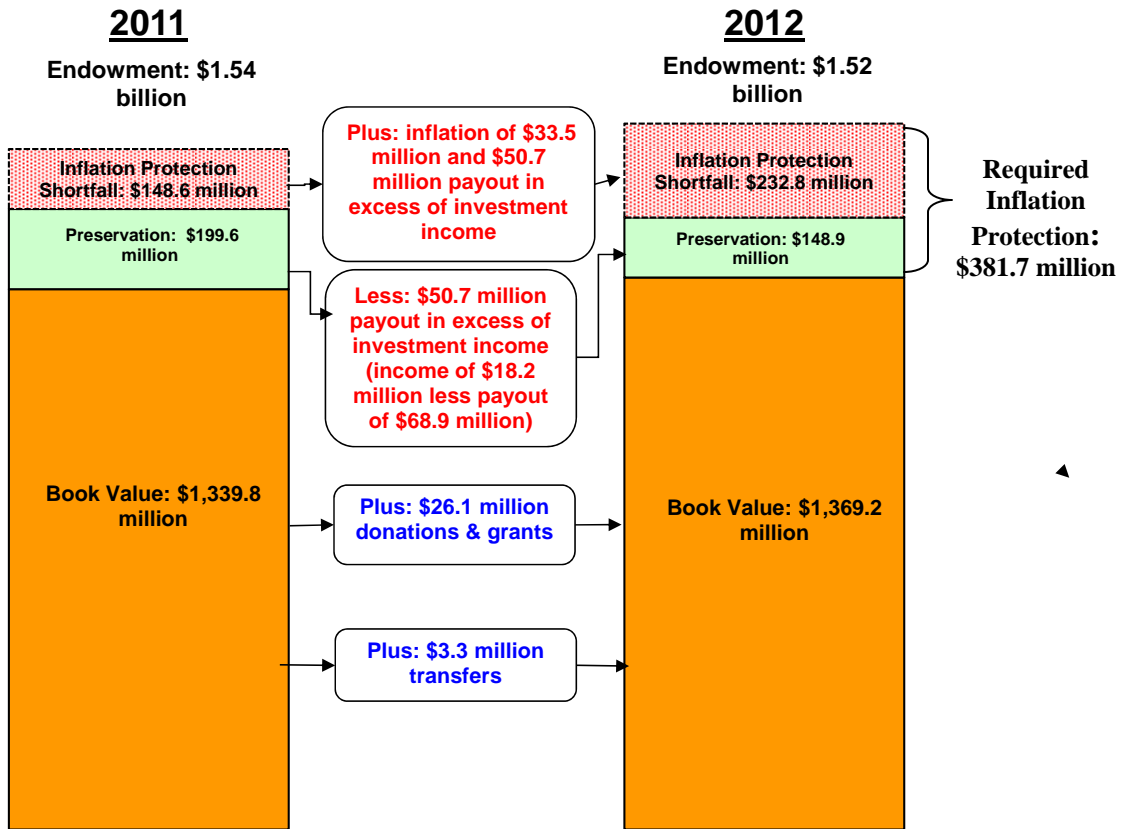 2011
Endowment: $1.54
billion
Inflation Protection
Shortfall: $148.6 million
Preservation: $199.6
million
Book Value: $1,339.8
million
Plus: inflation of $33.5
million and $50.7
million payout in
excess of investment
income
Less: $50.7 million
payout in excess of
investment income
(income of $18.2
million less payout
of $68.9 million)
Plus: $26.1 million
donations & grants
Plus: $3.3 million
transfers
2012
Endowment: $1.52
billion
Inflation Protection
Shortfall: $232.8 million
Preservation: $148.9
million
Book Value: $1,369.2
million
Required
Inflation
Protection:
$381.7 million